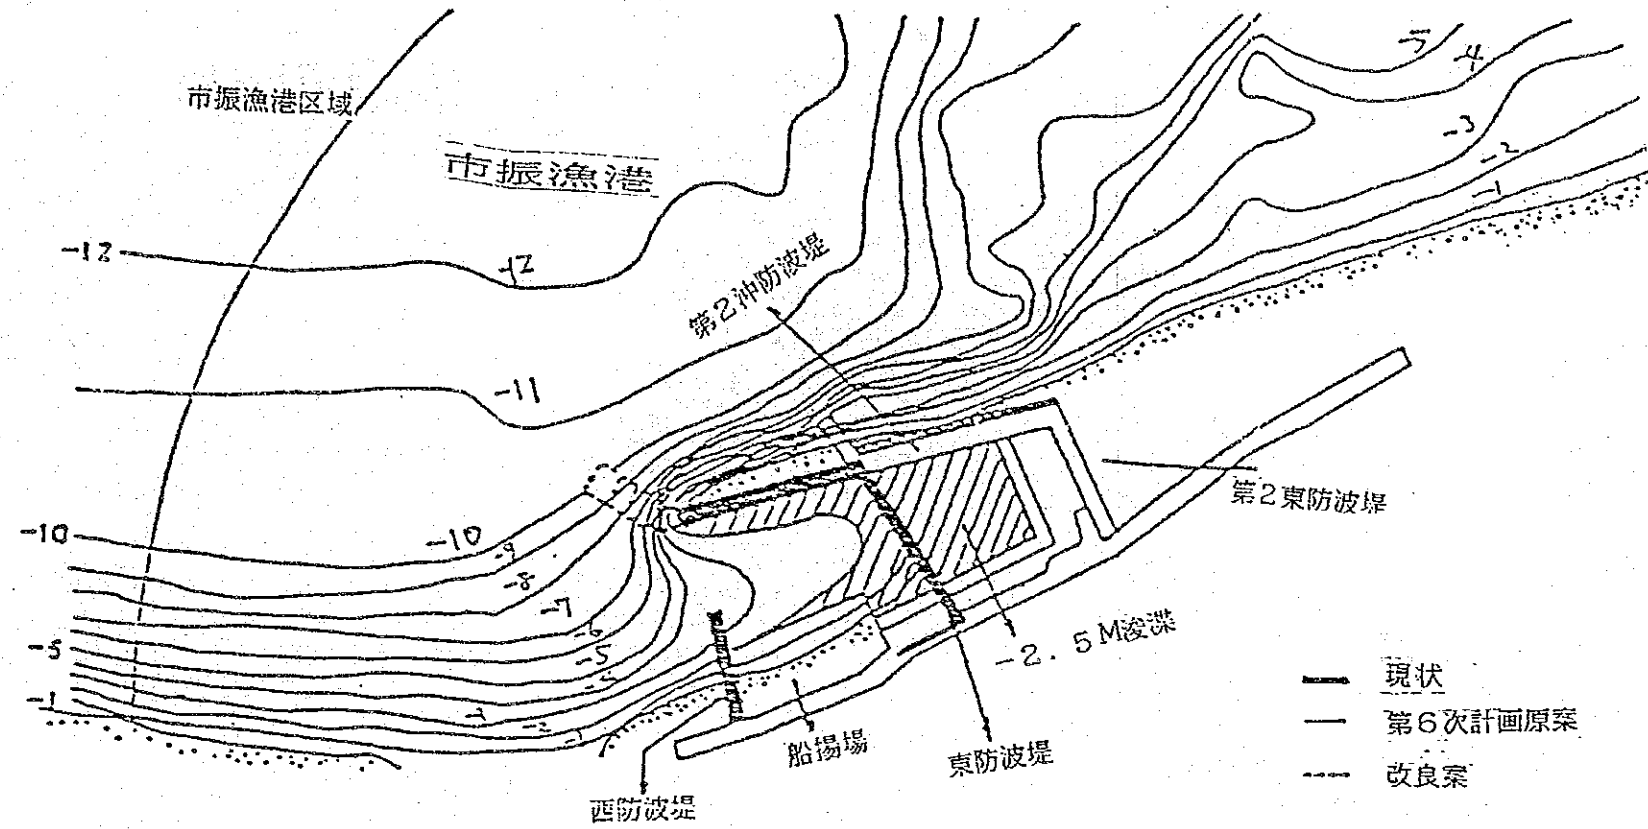 市振漁港区域
市振漁港
-5
-4
-3
-2
-1
-12
-12
第2沖防波堤
-11
-10
-10
-9
-8
-7
-6
-5
-5
-1
-2
-1
第2東防波堤
-2.5M浚渫
船揚場
東防波堤
西防波堤
現状
第6次計画原案
改良案